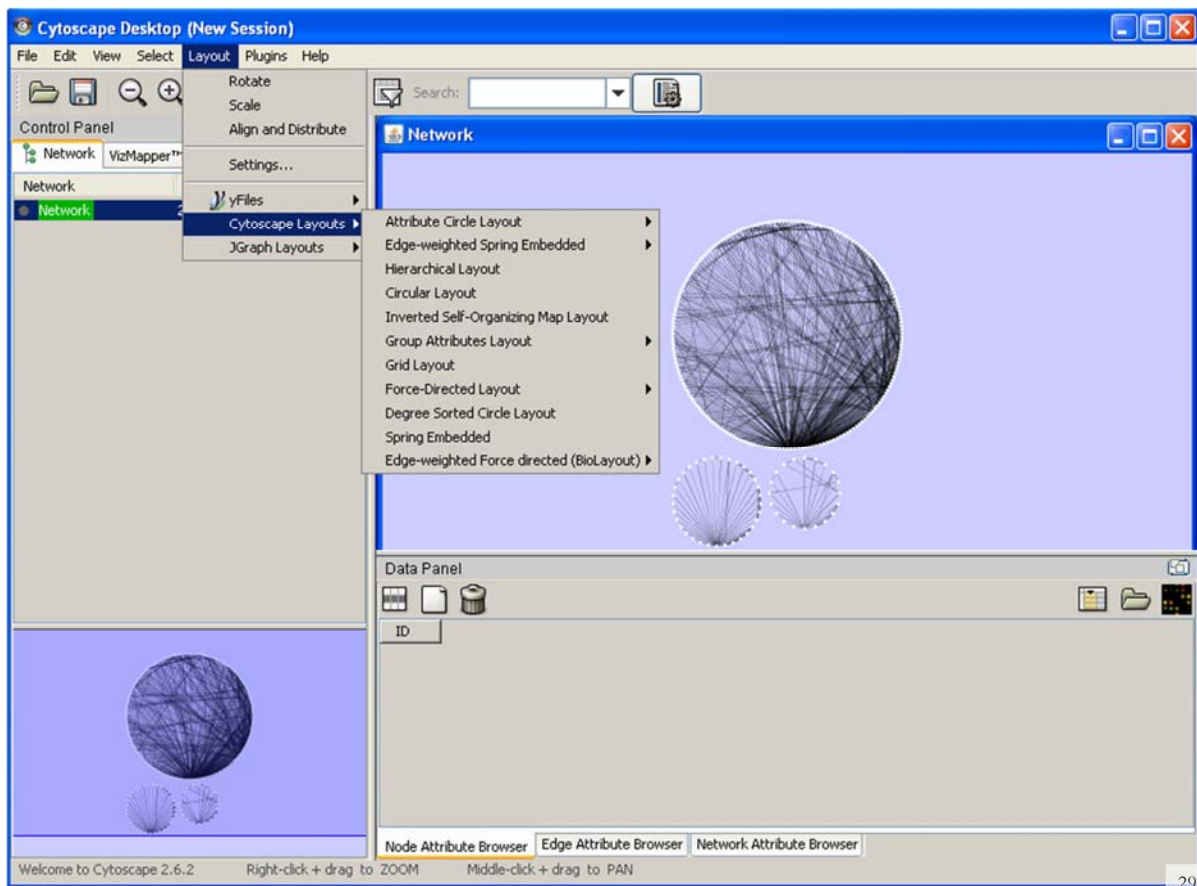 Cytoscape Desktop (New Session)
File Edit View Select Layout Plugins Help
Search:
Rotate
Scale
Align and Distribute
Settings...
yFiles
Cytoscape Layouts
JGraph Layouts
Control Panel
Network VizMapper™
Network
Network 2
Attribute Circle Layout
Edge-weighted Spring Embedded
Hierarchical Layout
Circular Layout
Inverted Self-Organizing Map Layout
Group Attributes Layout
Grid Layout
Force-Directed Layout
Degree Sorted Circle Layout
Spring Embedded
Edge-weighted Force directed (BioLayout)
Network
Data Panel
ID
Node Attribute Browser Edge Attribute Browser Network Attribute Browser
Welcome to Cytoscape 2.6.2 Right-click + drag to ZOOM Middle-click + drag to PAN
29